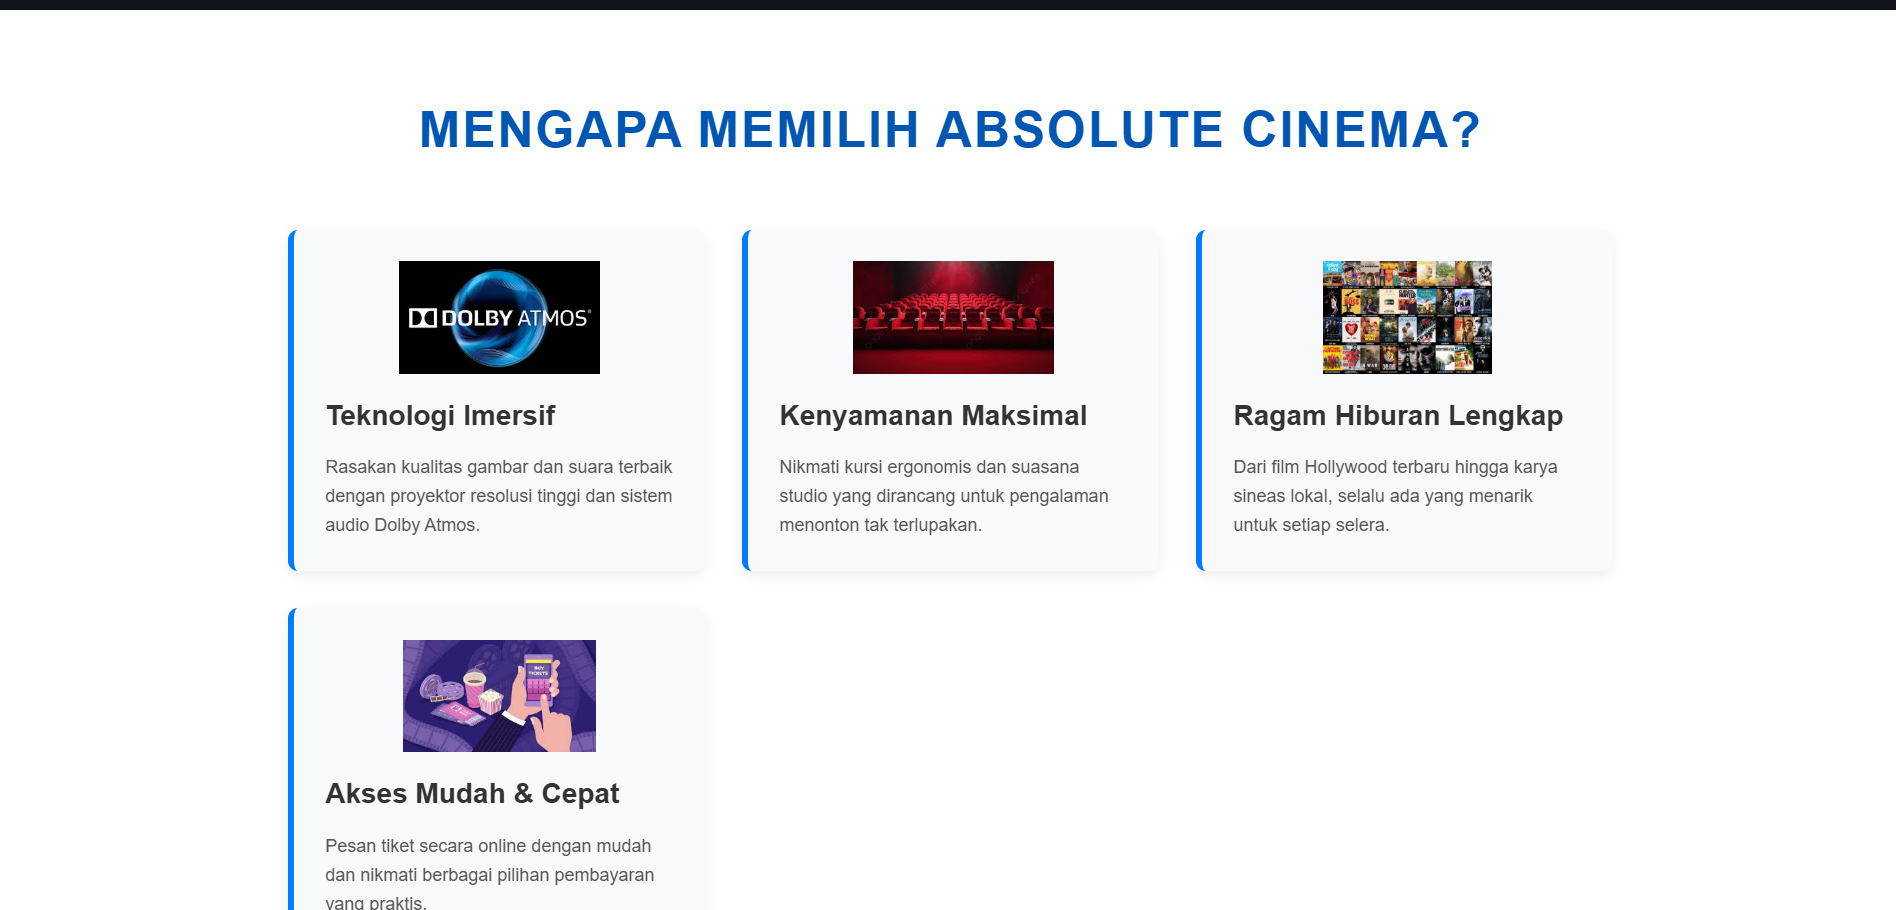 MENGAPA MEMILIH ABSOLUTE CINEMA?
DOLBY ATMOS
Teknologi Imersif
Rasakan kualitas gambar dan suara terbaik
dengan proyektor resolusi tinggi dan sistem
audio Dolby Atmos.
Kenyamanan Maksimal
Nikmati kursi ergonomis dan suasana
studio yang dirancang untuk pengalaman
menonton tak terlupakan.
Ragam Hiburan Lengkap
Dari film Hollywood terbaru hingga karya
sineas lokal, selalu ada yang menarik
untuk setiap selera.
BUY
TICKETS
Akses Mudah & Cepat
Pesan tiket secara online dengan mudah
dan nikmati berbagai pilihan pembayaran
yang praktis.